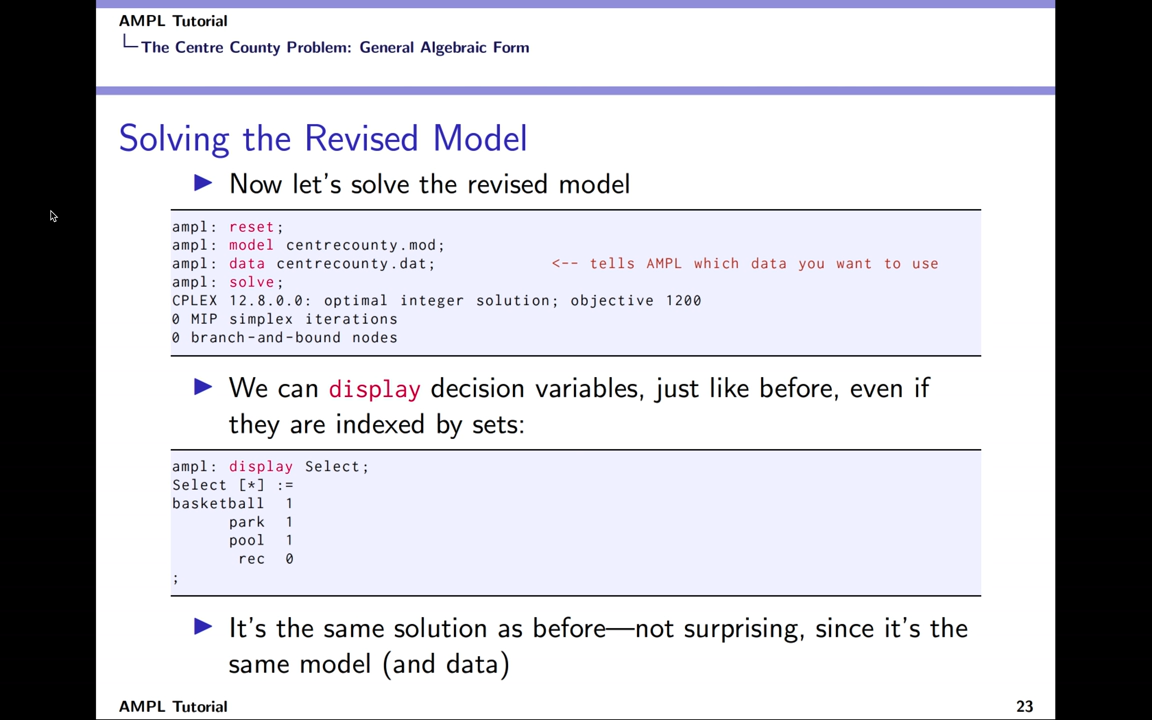 AMPL Tutorial
The Centre County Problem: General Algebraic Form
Solving the Revised Model
▶ Now let's solve the revised model
ampl: reset;
ampl: model centrecounty.mod;
ampl: data centrecounty.dat; <-- tells AMPL which data you want to use
ampl: solve;
CPLEX 12.8.0.0: optimal integer solution; objective 1200
0 MIP simplex iterations
0 branch-and-bound nodes
▶ We can display decision variables, just like before, even if
they are indexed by sets:
ampl: display Select;
Select [*] :=
basketball 1
park 1
pool 1
rec 0
;
▶ It's the same solution as before—not surprising, since it's the
same model (and data)
AMPL Tutorial 23